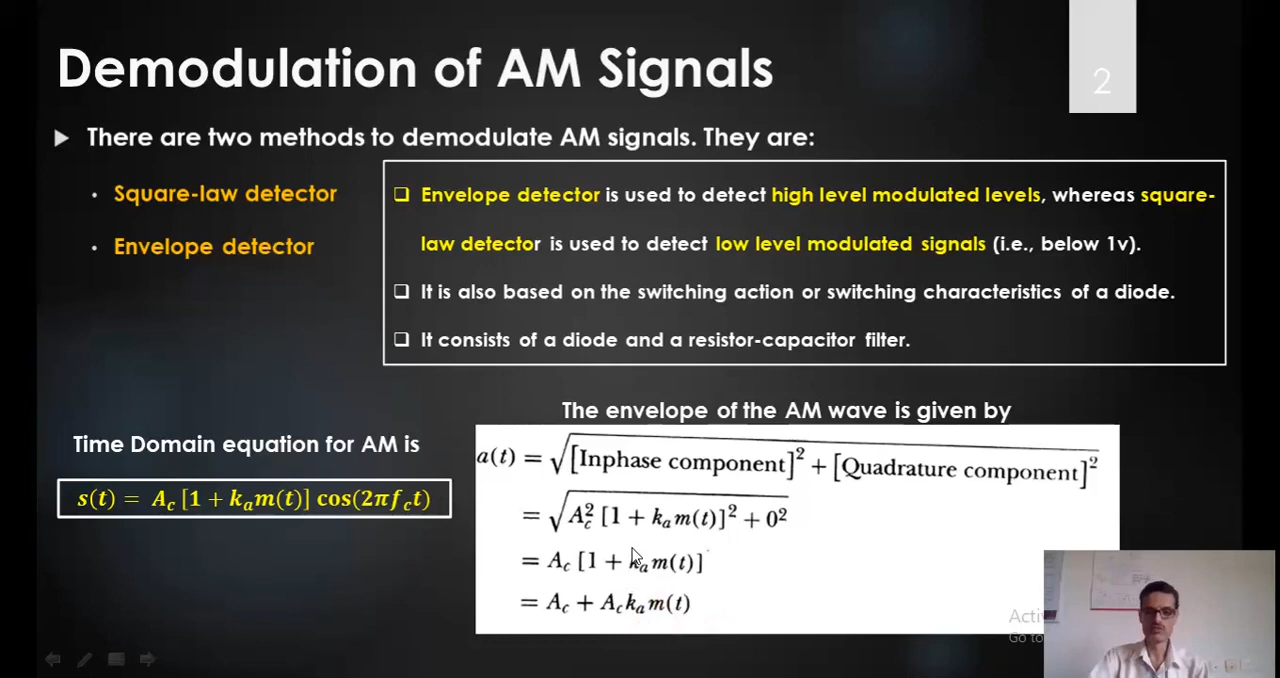 Demodulation of AM Signals
2
There are two methods to demodulate AM signals. They are:
• Square-law detector
• Envelope detector
❑ Envelope detector is used to detect high level modulated levels, whereas square-
law detector is used to detect low level modulated signals (i.e., below 1v).
❑ It is also based on the switching action or switching characteristics of a diode.
❑ It consists of a diode and a resistor-capacitor filter.
Time Domain equation for AM is
s(t) = A_c [1 + k_a m(t)] cos(2πf_c t)
The envelope of the AM wave is given by
a(t) = √([Inphase component]² + [Quadrature component]²)
= √(A_c² [1 + k_a m(t)]² + 0²)
= A_c [1 + k_a m(t)]
= A_c + A_c k_a m(t)
Acti
Go to